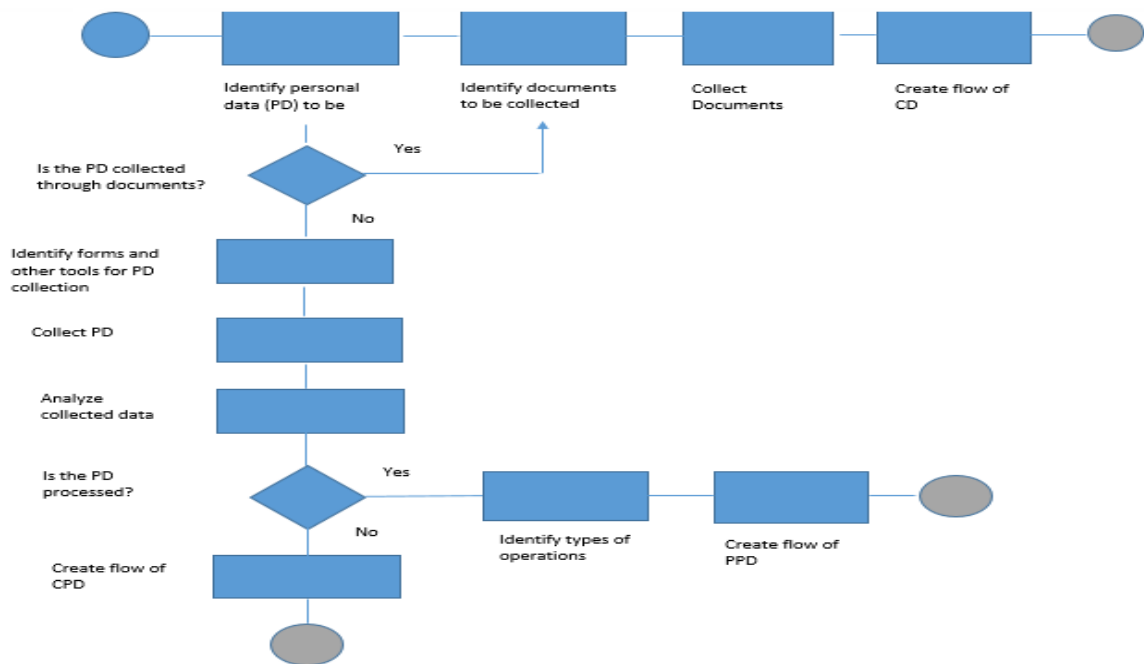 Identify personal
data (PD) to be
Identify documents
to be collected
Collect
Documents
Create flow of
CD
Yes
Is the PD collected
through documents?
No
Identify forms and
other tools for PD
collection
Collect PD
Analyze
collected data
Is the PD
processed?
Yes
No
Identify types of
operations
Create flow of
PPD
Create flow of
CPD